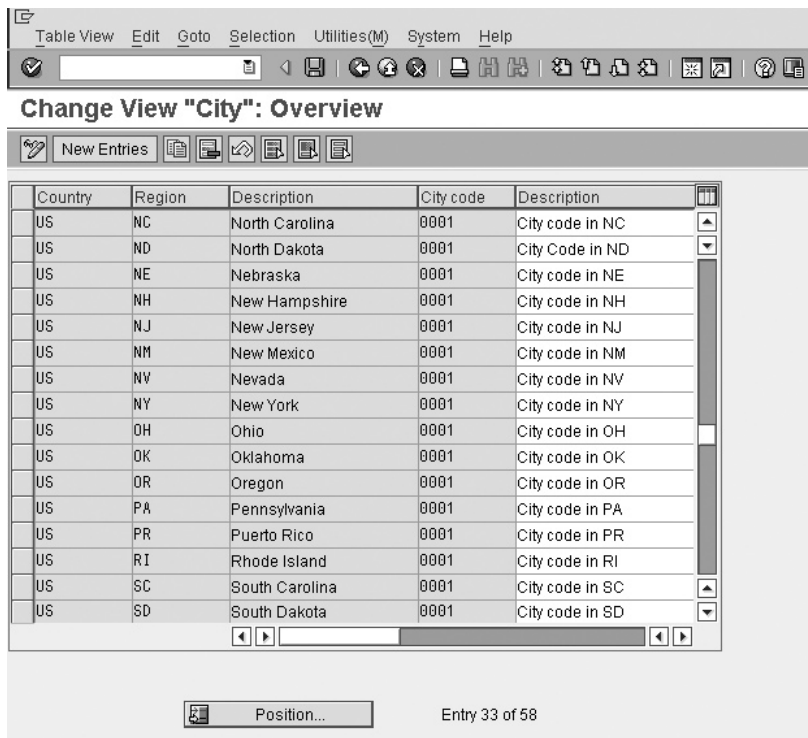 Table View Edit Goto Selection Utilities(M) System Help
Change View "City": Overview
New Entries
Country Region Description City code Description
US NC North Carolina 0001 City code in NC
US ND North Dakota 0001 City Code in ND
US NE Nebraska 0001 City code in NE
US NH New Hampshire 0001 City code in NH
US NJ New Jersey 0001 City code in NJ
US NM New Mexico 0001 City code in NM
US NV Nevada 0001 City code in NV
US NY New York 0001 City code in NY
US OH Ohio 0001 City code in OH
US OK Oklahoma 0001 City code in OK
US OR Oregon 0001 City code in OR
US PA Pennsylvania 0001 City code in PA
US PR Puerto Rico 0001 City code in PR
US RI Rhode Island 0001 City code in RI
US SC South Carolina 0001 City code in SC
US SD South Dakota 0001 City code in SD
Position... Entry 33 of 58